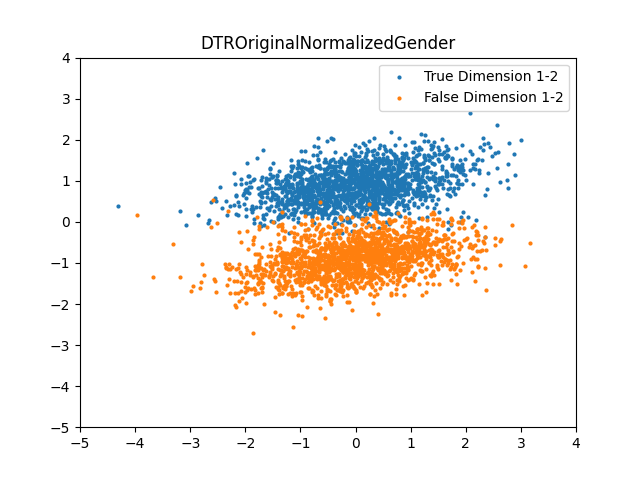 DTROriginalNormalizedGender
True Dimension 1-2
False Dimension 1-2
4
3
2
1
0
−1
−2
−3
−4
−5
−5 −4 −3 −2 −1 0 1 2 3 4